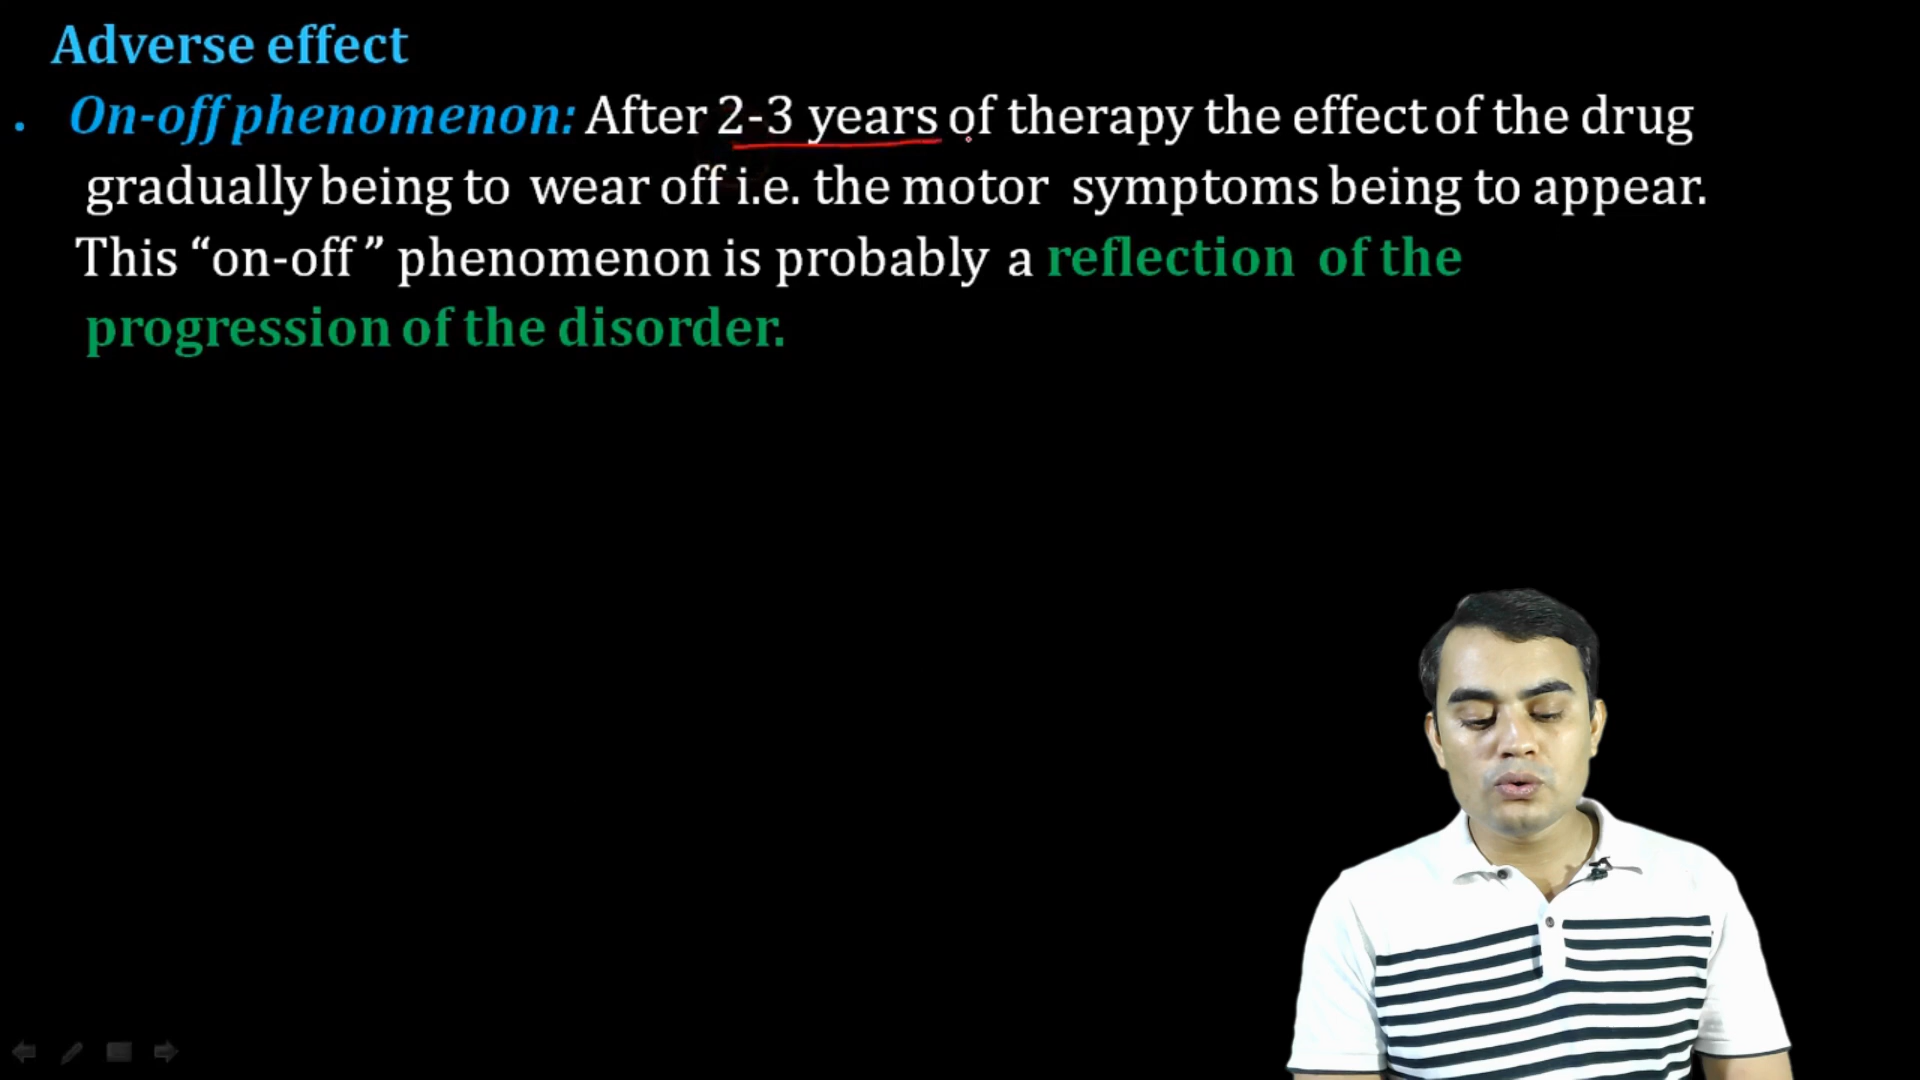 Adverse effect
. On-off phenomenon: After 2-3 years of therapy the effect of the drug
gradually being to wear off i.e. the motor symptoms being to appear.
This “on-off ” phenomenon is probably a reflection of the
progression of the disorder.